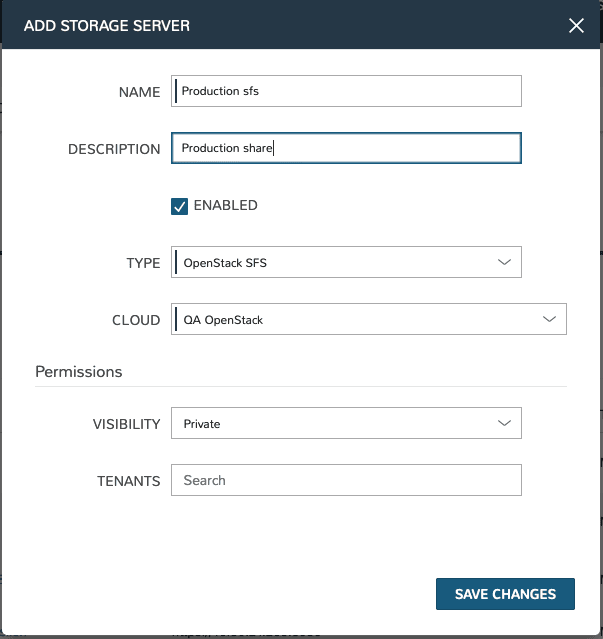 ADD STORAGE SERVER
NAME Production sfs
DESCRIPTION Production share
ENABLED
TYPE OpenStack SFS
CLOUD QA OpenStack
Permissions
VISIBILITY Private
TENANTS Search
SAVE CHANGES